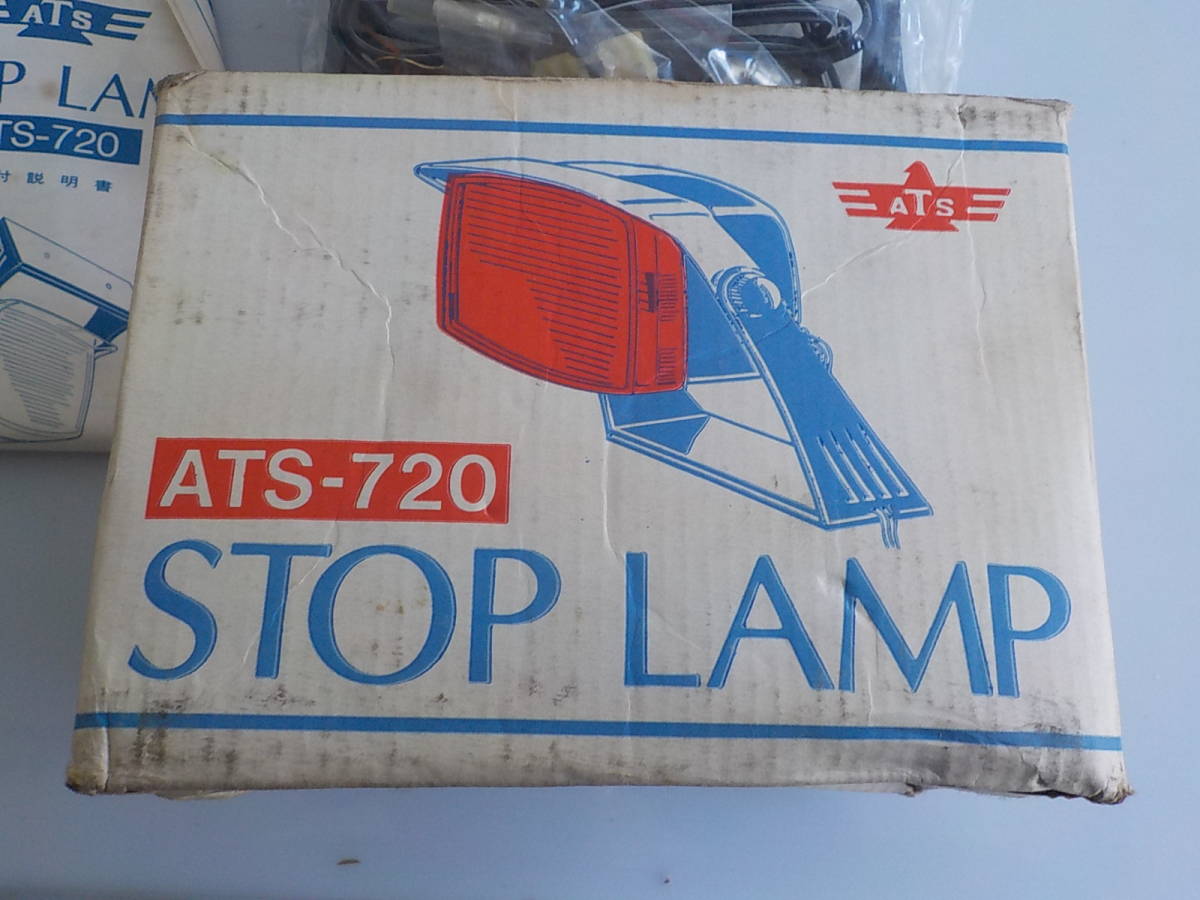 ATS
P LAM
TS-720
付説明書
ATS
ATS-720
STOP LAMP